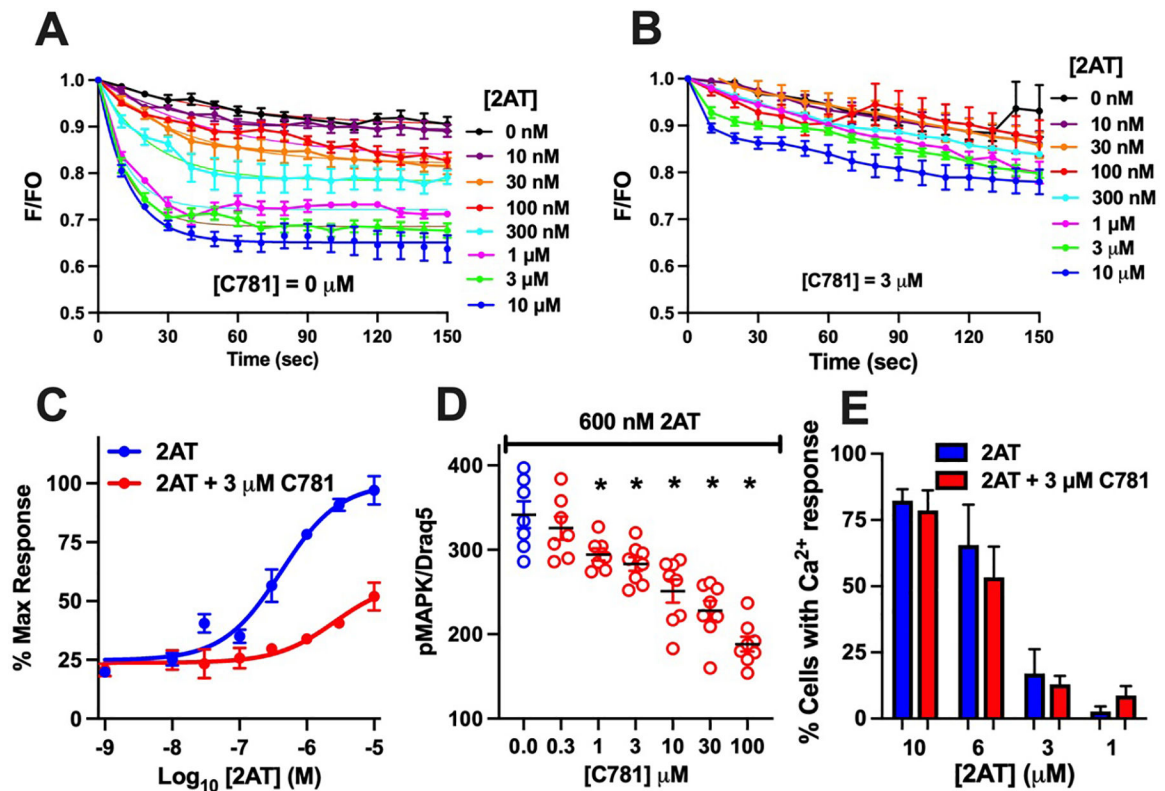 A
F/FO
1.0
0.9
0.8
0.7
0.6
0.5
0
30
60
90
120
150
Time (sec)
[C781] = 0 μM
[2AT]
0 nM
10 nM
30 nM
100 nM
300 nM
1 μM
3 μM
10 μM
B
F/FO
1.0
0.9
0.8
0.7
0.6
0.5
0
30
60
90
120
150
Time (sec)
[C781] = 3 μM
[2AT]
0 nM
10 nM
30 nM
100 nM
300 nM
1 μM
3 μM
10 μM
C
2AT
2AT + 3 μM C781
% Max Response
100
75
50
25
0
-9
-8
-7
-6
-5
Log10 [2AT] (M)
D
600 nM 2AT
* * * * *
pMAPK/Draq5
400
300
200
100
0.0
0.3
1
3
10
30
100
[C781] μM
E
2AT
2AT + 3 μM C781
% Cells with Ca2+ response
100
75
50
25
0
10
6
3
1
[2AT] (μM)